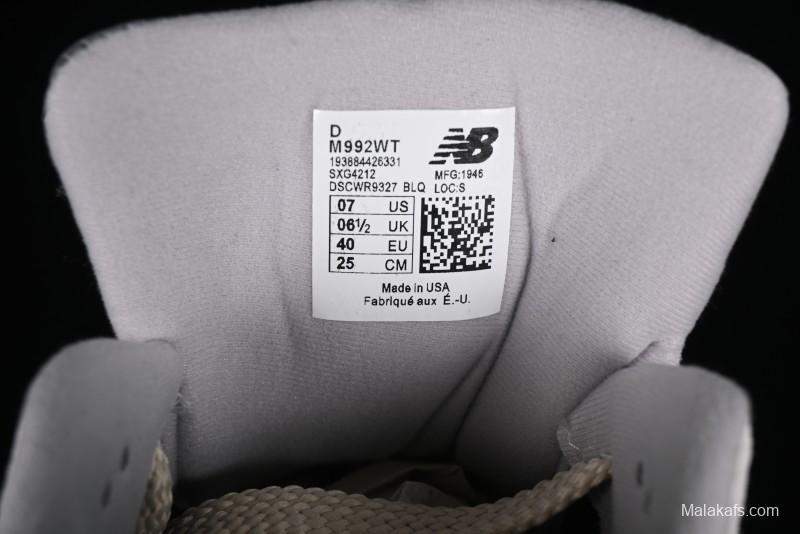 D
M992WT
NB
193884426331
SXG4212
MFG:1946
DSCWR9327 BLQ LOC:S
07 US
06½ UK
40 EU
25 CM
Made in USA
Fabriqué aux É.-U.
Malakafs.com